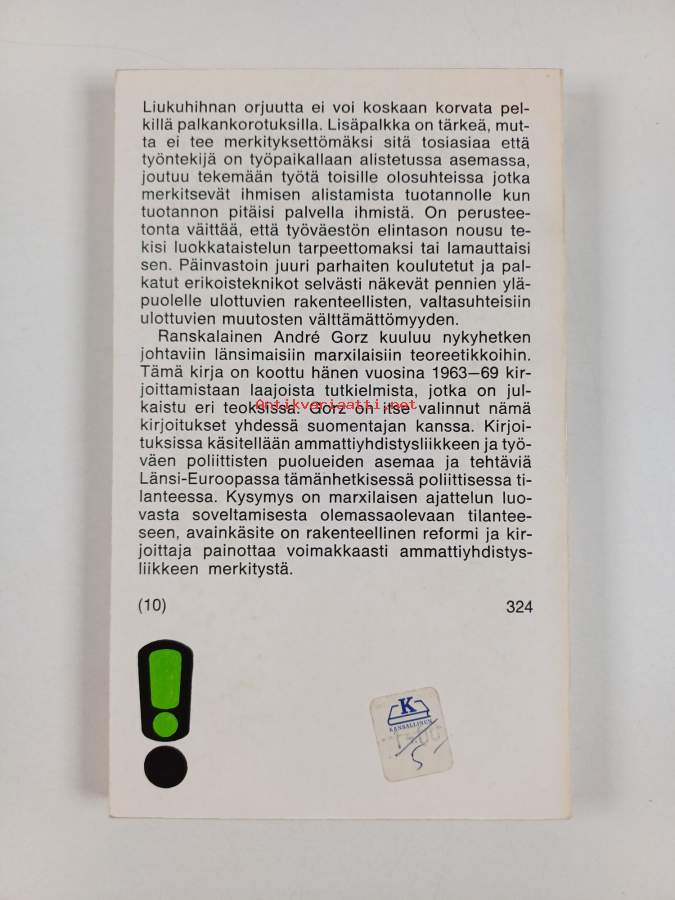 Liukuhihnan orjuutta ei voi koskaan korvata pel-
killä palkankorotuksilla. Lisäpalkka on tärkeä, mut-
ta ei tee merkityksettömäksi sitä tosiasiaa että
työntekijä on työpaikallaan alistetussa asemassa,
joutuu tekemään työtä toisille olosuhteissa jotka
merkitsevät ihmisen alistamista tuotannolle kun
tuotannon pitäisi palvella ihmistä. On perustee-
tonta väittää, että työväestön elintason nousu te-
kisi luokkataistelun tarpeettomaksi tai lamauttaisi
sen. Päinvastoin juuri parhaiten koulutetut ja pal-
katut erikoisteknikot selvästi näkevät pennien ylä-
puolelle ulottuvien rakenteellisten, valtasuhteisiin
ulottuvien muutosten välttämättömyyden.
Ranskalainen André Gorz kuuluu nykyhetken
johtaviin länsimaisiin marxilaisiin teoreetikkoihin.
Tämä kirja on koottu hänen vuosina 1963—69 kir-
joittamistaan laajoista tutkielmista, jotka on jul-
kaistu eri teoksissa. Gorz on itse valinnut nämä
Antikvariaatti.net
kirjoitukset yhdessä suomentajan kanssa. Kirjoi-
tuksissa käsitellään ammattiyhdistysliikkeen ja työ-
väen poliittisten puolueiden asemaa ja tehtäviä
Länsi-Euroopassa tämänhetkisessä poliittisessa ti-
lanteessa. Kysymys on marxilaisen ajattelun luo-
vasta soveltamisesta olemassaolevaan tilantee-
seen, avainkäsite on rakenteellinen reformi ja kir-
joittaja painottaa voimakkaasti ammattiyhdistys-
liikkeen merkitystä.
(10) 324
K
KANSALLINEN
5